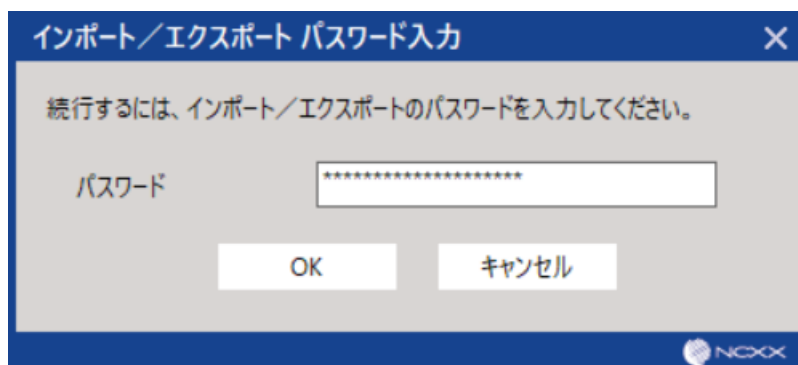 インポート／エクスポート パスワード入力
続行するには、インポート／エクスポートのパスワードを入力してください。
パスワード ********************
OK キャンセル
NCXX